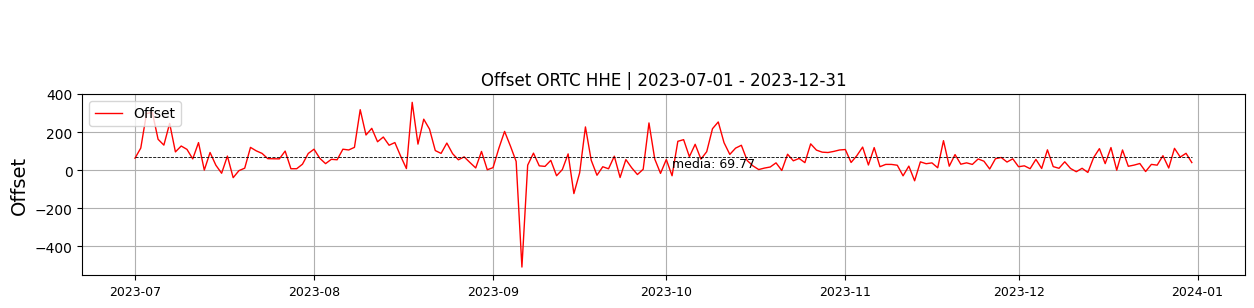 Offset ORTC HHE | 2023-07-01 - 2023-12-31
400
Offset
200
media: 69.77
0
Offset
−200
−400
2023-07 2023-08 2023-09 2023-10 2023-11 2023-12 2024-01